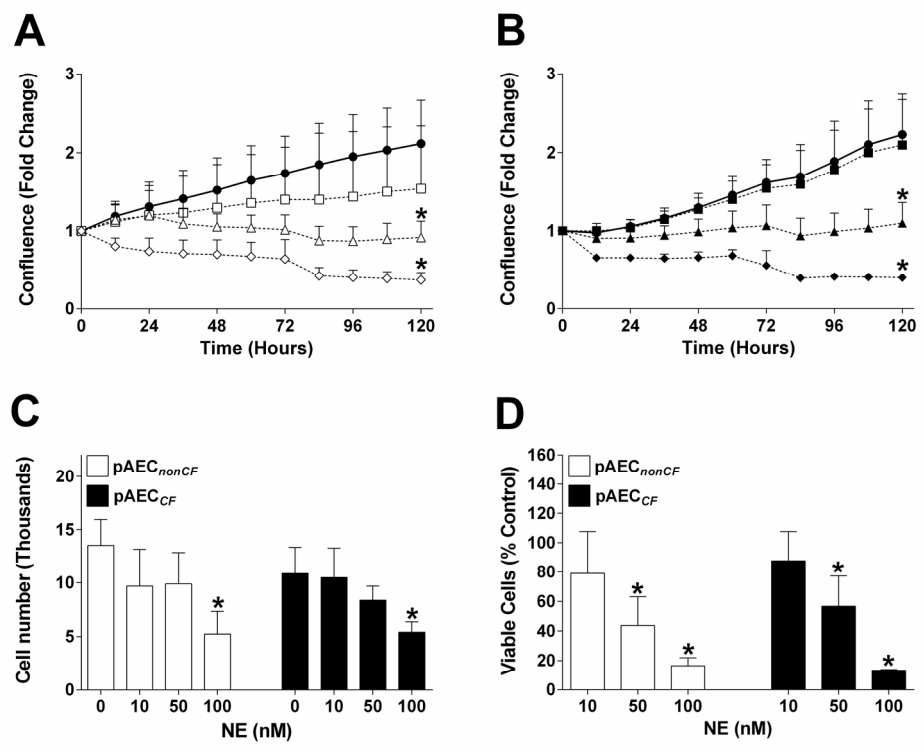 A
Confluence (Fold Change)
3
2
1
0
*
*
0 24 48 72 96 120
Time (Hours)
B
Confluence (Fold Change)
3
2
1
0
*
*
0 24 48 72 96 120
Time (Hours)
C
Cell number (Thousands)
20
15
10
5
0
pAECnonCF
pAECCF
*
*
0 10 50 100 0 10 50 100
NE (nM)
D
Viable Cells (% Control)
160
140
120
100
80
60
40
20
0
pAECnonCF
pAECCF
*
*
*
*
10 50 100 10 50 100
NE (nM)